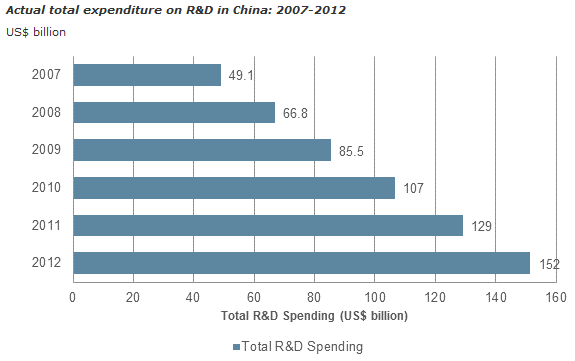 Actual total expenditure on R&D in China: 2007-2012
US$ billion
2007 49.1
2008 66.8
2009 85.5
2010 107
2011 129
2012 152
0 20 40 60 80 100 120 140 160
Total R&D Spending (US$ billion)
Total R&D Spending